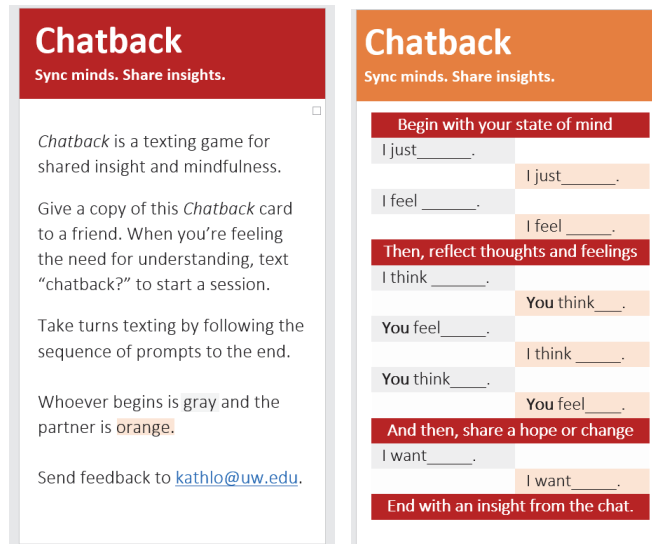 Chatback
Sync minds. Share insights.
Chatback is a texting game for
shared insight and mindfulness.
Give a copy of this Chatback card
to a friend. When you’re feeling
the need for understanding, text
“chatback?” to start a session.
Take turns texting by following the
sequence of prompts to the end.
Whoever begins is gray and the
partner is orange.
Send feedback to kathlo@uw.edu.
Chatback
Sync minds. Share insights.
Begin with your state of mind
I just______.
I just______.
I feel ______.
I feel _____.
Then, reflect thoughts and feelings
I think ______.
You think___.
You feel_____.
I think _____.
You think____.
You feel____.
And then, share a hope or change
I want_____.
I want_____.
End with an insight from the chat.